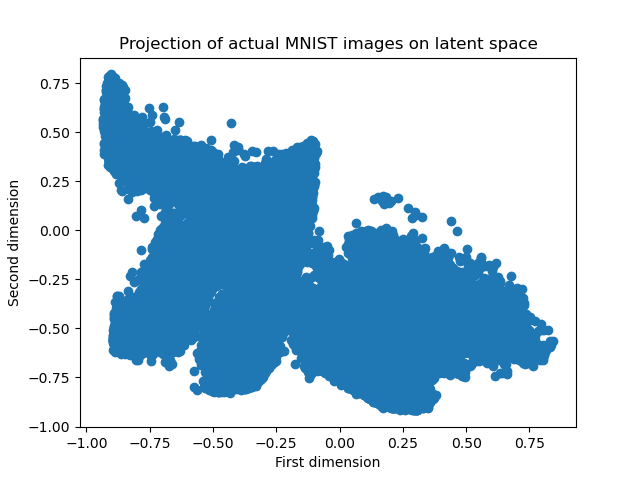 Projection of actual MNIST images on latent space
0.75
0.50
0.25
0.00
−0.25
−0.50
−0.75
−1.00
Second dimension
−1.00 −0.75 −0.50 −0.25 0.00 0.25 0.50 0.75
First dimension